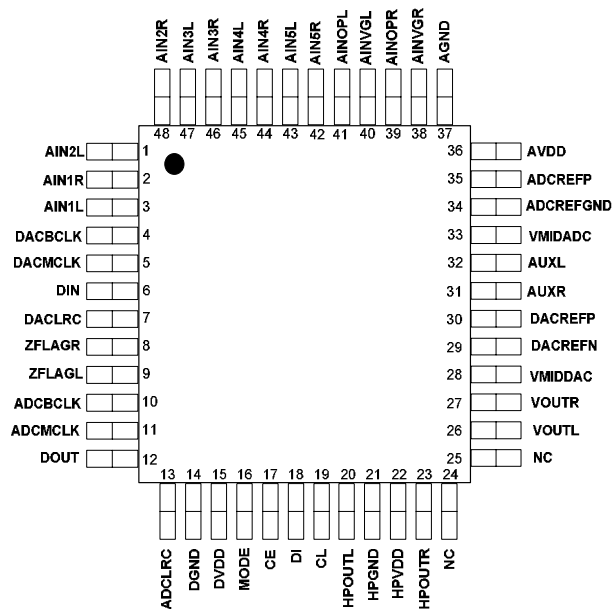 AIN2R AIN3L AIN3R AIN4L AIN4R AIN5L AIN5R AINOPL AINVGL AINOPR AINVGR AGND
48 47 46 45 44 43 42 41 40 39 38 37
AIN2L 1 36 AVDD
AIN1R 2 35 ADCREFP
AIN1L 3 34 ADCREFGND
DACBCLK 4 33 VMIDADC
DACMCLK 5 32 AUXL
DIN 6 31 AUXR
DACLRC 7 30 DACREFP
ZFLAGR 8 29 DACREFN
ZFLAGL 9 28 VMIDDAC
ADCBCLK 10 27 VOUTR
ADCMCLK 11 26 VOUTL
DOUT 12 25 NC
13 14 15 16 17 18 19 20 21 22 23 24
ADCLRC DGND DVDD MODE CE DI CL HPOUTL HPGND HPVDD HPOUTR NC